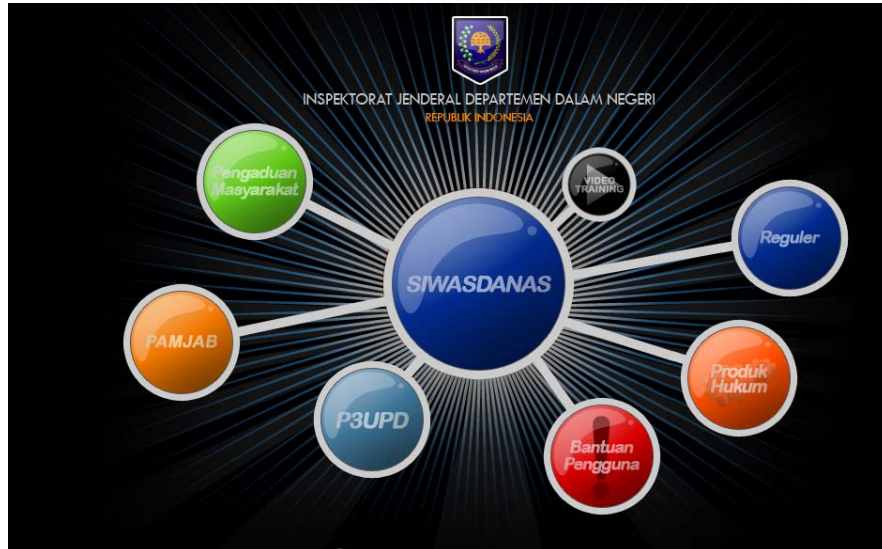 INSPEKTORAT JENDERAL DEPARTEMEN DALAM NEGERI
REPUBLIK INDONESIA
Pengaduan
Masyarakat
VIDEO
TRAINING
Reguler
SIWASDANAS
PAMJAB
Produk
Hukum
P3UPD
Bantuan
Pengguna